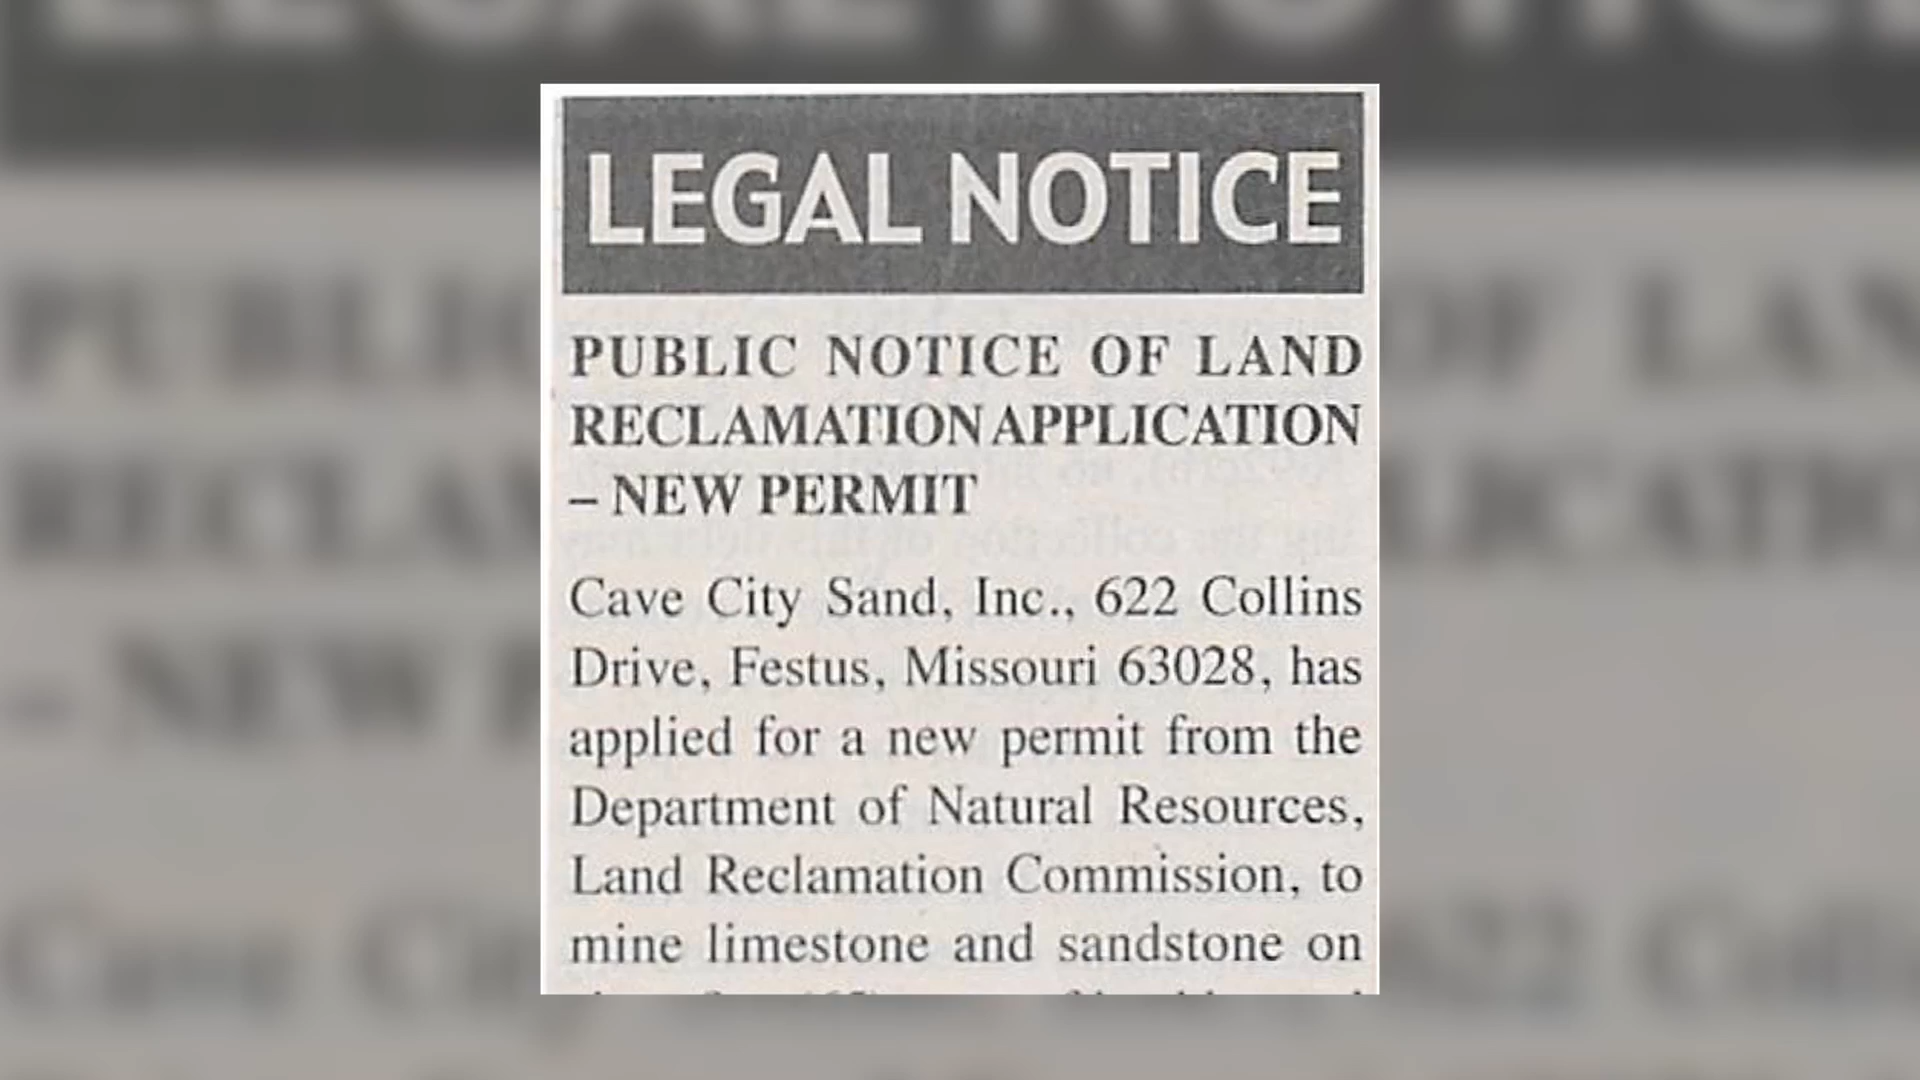 LEGAL NOTICE
PUBLIC NOTICE OF LAND
RECLAMATION APPLICATION
– NEW PERMIT
Cave City Sand, Inc., 622 Collins
Drive, Festus, Missouri 63028, has
applied for a new permit from the
Department of Natural Resources,
Land Reclamation Commission, to
mine limestone and sandstone on